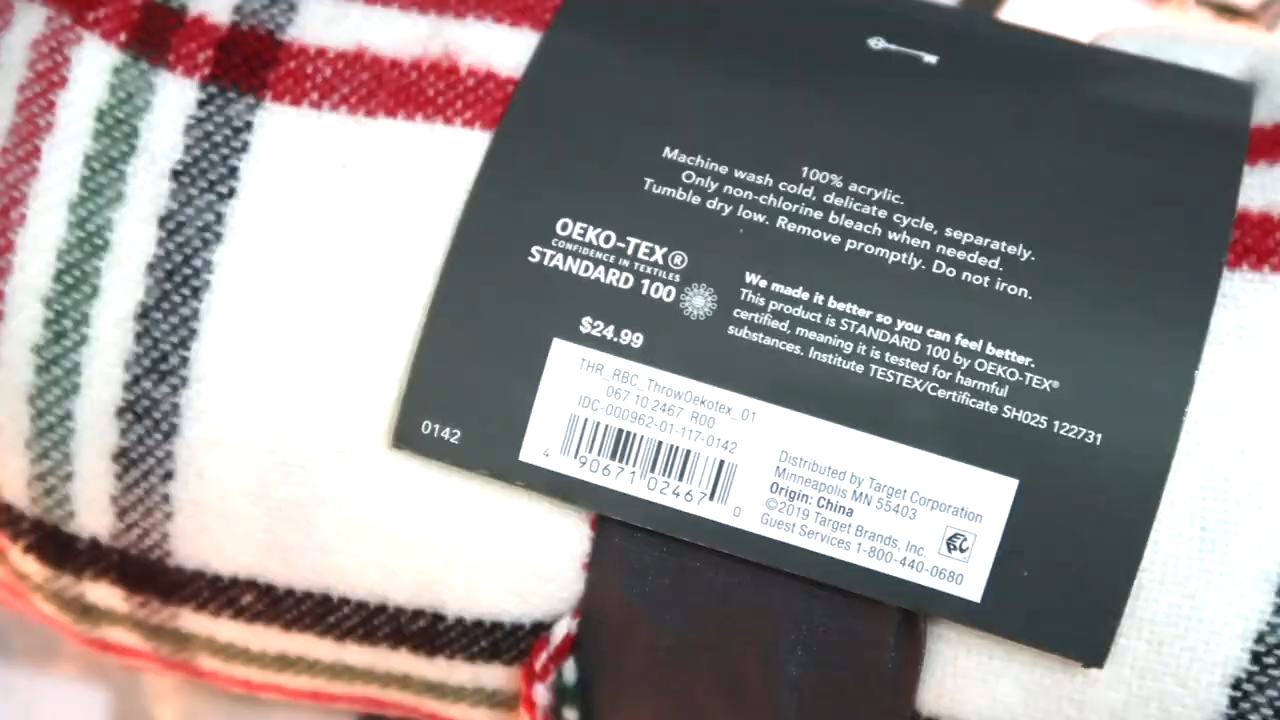 100% acrylic.
Machine wash cold, delicate cycle, separately.
Only non-chlorine bleach when needed.
Tumble dry low. Remove promptly. Do not iron.
OEKO-TEX®
CONFIDENCE IN TEXTILES
STANDARD 100
We made it better so you can feel better.
This product is STANDARD 100 by OEKO-TEX®
certified, meaning it is tested for harmful
substances. Institute TESTEX/Certificate SH025 122731
$24.99
THR_RBC_ThrowOekotex_01
067 10 2467 R00
IDC-000962-01-117-0142
4 90671 02467 0
0142
Distributed by Target Corporation
Minneapolis MN 55403
Origin: China
©2019 Target Brands, Inc.
Guest Services 1-800-440-0680
EPC